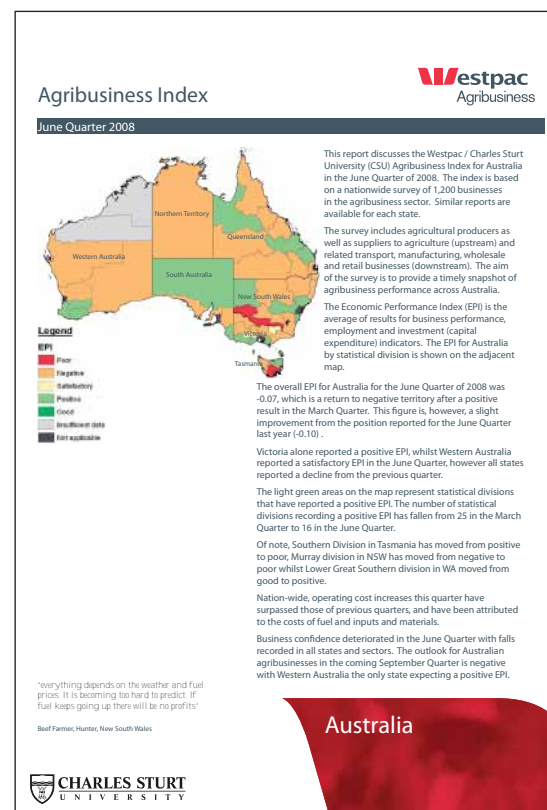 Westpac
Agribusiness
Agribusiness Index
June Quarter 2008
Northern Territory
Queensland
Western Australia
South Australia
New South Wales
Victoria
Tasmania
Legend
EPI
Poor
Negative
Satisfactory
Positive
Good
Insufficient data
Not applicable
This report discusses the Westpac / Charles Sturt
University (CSU) Agribusiness Index for Australia
in the June Quarter of 2008. The index is based
on a nationwide survey of 1,200 businesses
in the agribusiness sector. Similar reports are
available for each state.
The survey includes agricultural producers as
well as suppliers to agriculture (upstream) and
related transport, manufacturing, wholesale
and retail businesses (downstream). The aim
of the survey is to provide a timely snapshot of
agribusiness performance across Australia.
The Economic Performance Index (EPI) is the
average of results for business performance,
employment and investment (capital
expenditure) indicators. The EPI for Australia
by statistical division is shown on the adjacent
map.
The overall EPI for Australia for the June Quarter of 2008 was
-0.07, which is a return to negative territory after a positive
result in the March Quarter. This figure is, however, a slight
improvement from the position reported for the June Quarter
last year (-0.10) .
Victoria alone reported a positive EPI, whilst Western Australia
reported a satisfactory EPI in the June Quarter, however all states
reported a decline from the previous quarter.
The light green areas on the map represent statistical divisions
that have reported a positive EPI. The number of statistical
divisions recording a positive EPI has fallen from 25 in the March
Quarter to 16 in the June Quarter.
Of note, Southern Division in Tasmania has moved from positive
to poor, Murray division in NSW has moved from negative to
poor whilst Lower Great Southern division in WA moved from
good to positive.
Nation-wide, operating cost increases this quarter have
surpassed those of previous quarters, and have been attributed
to the costs of fuel and inputs and materials.
Business confidence deteriorated in the June Quarter with falls
recorded in all states and sectors. The outlook for Australian
agribusinesses in the coming September Quarter is negative
with Western Australia the only state expecting a positive EPI.
"everything depends on the weather and fuel
prices. It is becoming too hard to predict. If
fuel keeps going up there will be no profits"
Beef Farmer, Hunter, New South Wales
Australia
CHARLES STURT
UNIVERSITY